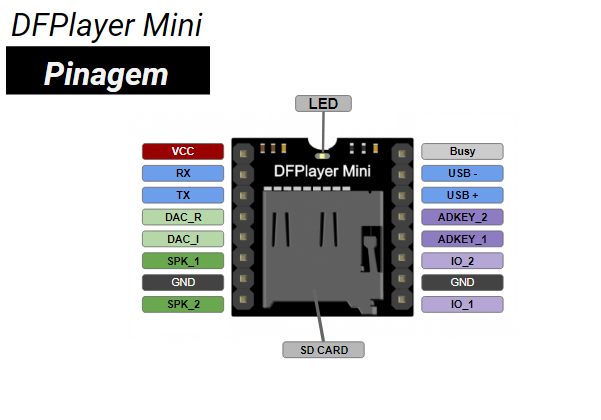 DFPlayer Mini
Pinagem
LED
VCC
RX
TX
DAC_R
DAC_I
SPK_1
GND
SPK_2
DFPlayer Mini
Busy
USB -
USB +
ADKEY_2
ADKEY_1
IO_2
GND
IO_1
SD CARD